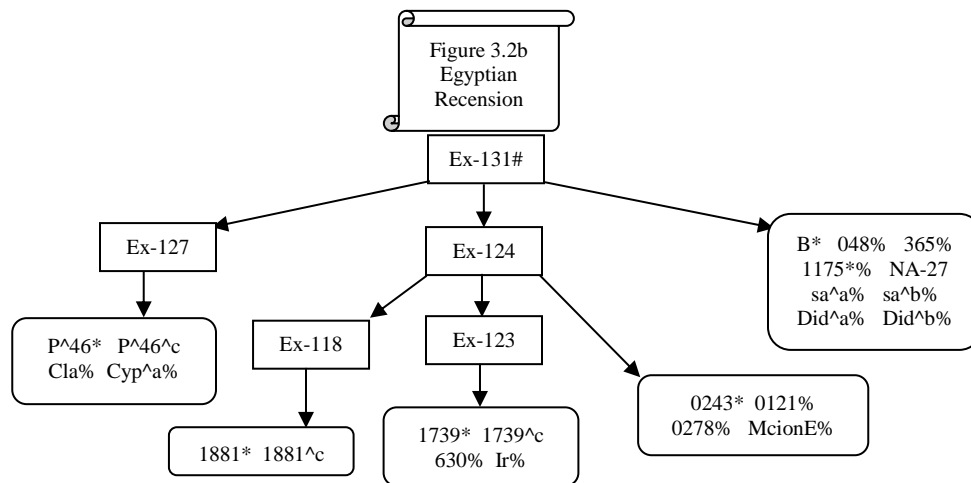 Figure 3.2b
Egyptian
Recension
Ex-131#
Ex-127
Ex-124
B* 048% 365%
1175*% NA-27
sa^a% sa^b%
Did^a% Did^b%
P^46* P^46^c
Cla% Cyp^a%
Ex-118
Ex-123
0243* 0121%
0278% McionE%
1881* 1881^c
1739* 1739^c
630% Ir%